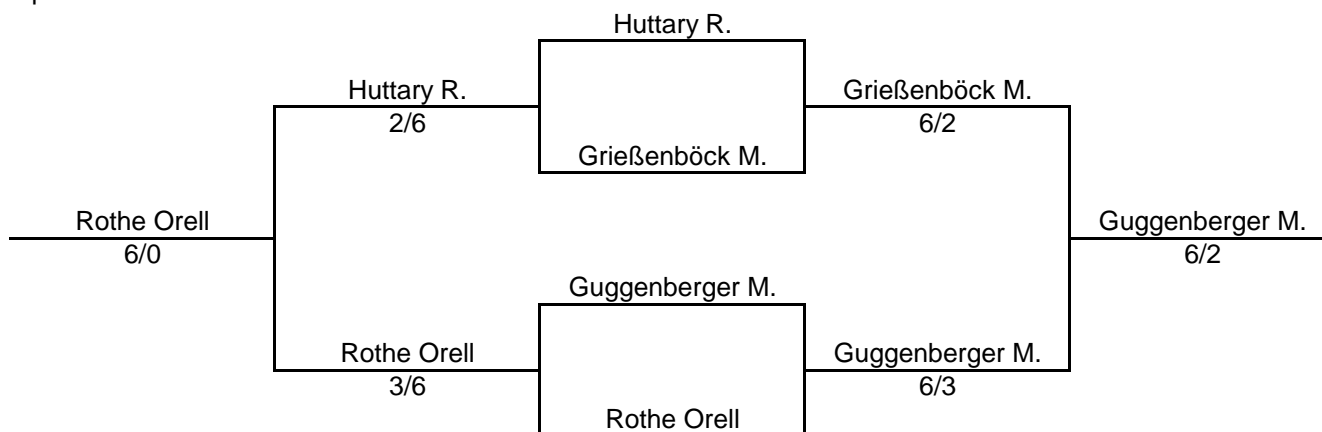 Huttary R.
Huttary R.
Grießenböck M.
2/6
6/2
Grießenböck M.
Rothe Orell
Guggenberger M.
6/0
6/2
Guggenberger M.
Rothe Orell
Guggenberger M.
3/6
6/3
Rothe Orell